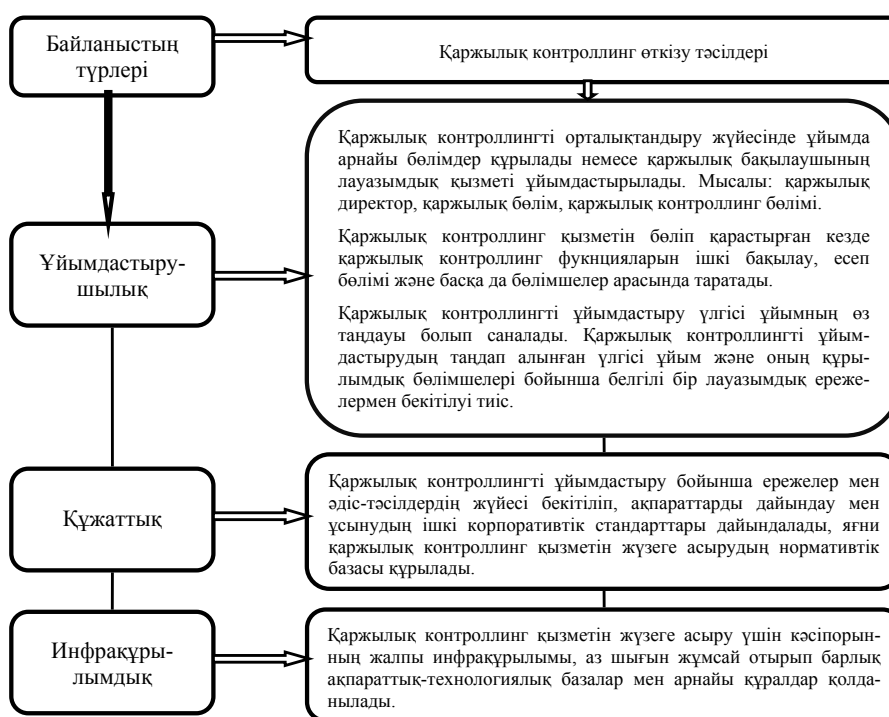 Байланыстың
түрлері
Қаржылық контроллинг өткізу тәсілдері
Қаржылық контроллингті орталықтандыру жүйесінде ұйымда
арнайы бөлімдер құрылады немесе қаржылық бақылаушының
лауазымдық қызметі ұйымдастырылады. Мысалы: қаржылық
директор, қаржылық бөлім, қаржылық контроллинг бөлімі.
Қаржылық контроллинг қызметін бөліп қарастырған кезде
қаржылық контроллинг фукнцияларын ішкі бақылау, есеп
бөлімі және басқа да бөлімшелер арасында таратады.
Қаржылық контроллингті ұйымдастыру үлгісі ұйымның өз
таңдауы болып саналады. Қаржылық контроллингті ұйым-
дастырудың таңдап алынған үлгісі ұйым және оның құры-
лымдық бөлімшелері бойынша белгілі бір лауазымдық ереже-
лермен бекітілуі тиіс.
Ұйымдастыру-
шылық
Құжаттық
Қаржылық контроллингті ұйымдастыру бойынша ережелер мен
әдіс-тәсілдердің жүйесі бекітіліп, ақпараттарды дайындау мен
ұсынудың ішкі корпоративтік стандарттары дайындалады, яғни
қаржылық контроллинг қызметін жүзеге асырудың нормативтік
базасы құрылады.
Инфрақұры-
лымдық
Қаржылық контроллинг қызметін жүзеге асыру үшін кәсіпорын-
ның жалпы инфрақұрылымы, аз шығын жұмсай отырып барлық
ақпараттық-технологиялық базалар мен арнайы құралдар қолда-
нылады.